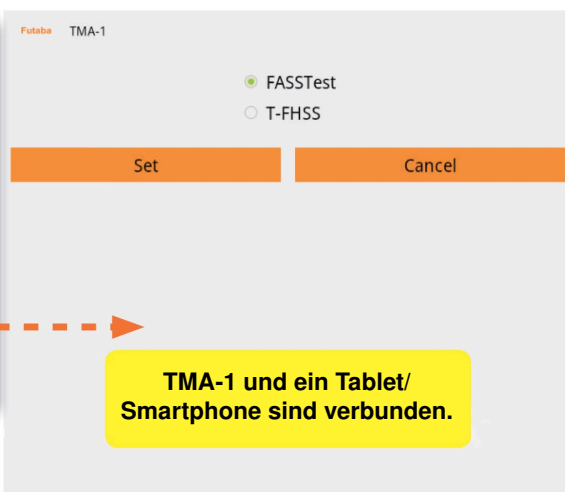 Futaba TMA-1
FASSTest
T-FHSS
Set Cancel
TMA-1 und ein Tablet/
Smartphone sind verbunden.